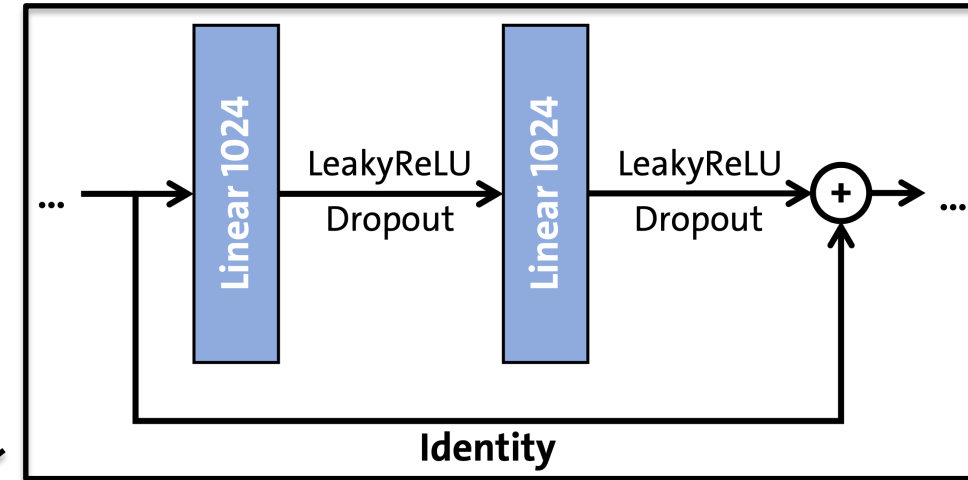 ...
Linear 1024
LeakyReLU
Dropout
Linear 1024
LeakyReLU
Dropout
+
...
Identity